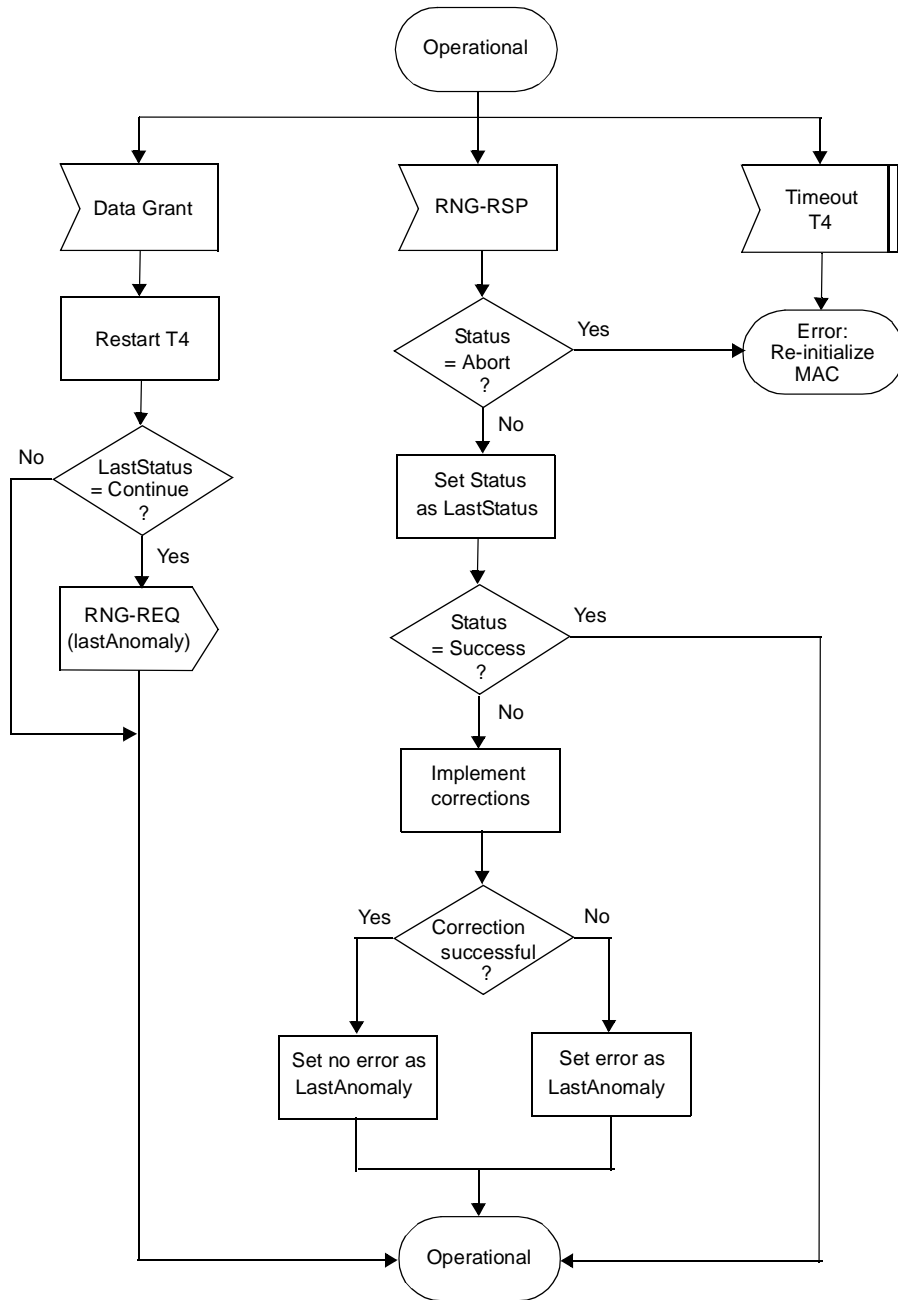 Operational
Data Grant
RNG-RSP
Timeout
T4
Restart T4
Status
= Abort
?
Yes
Error:
Re-initialize
MAC
No
No
LastStatus
= Continue
?
Set Status
as LastStatus
Yes
RNG-REQ
(lastAnomaly)
Status
= Success
?
Yes
No
Implement
corrections
Yes
Correction
successful
?
No
Set no error as
LastAnomaly
Set error as
LastAnomaly
Operational